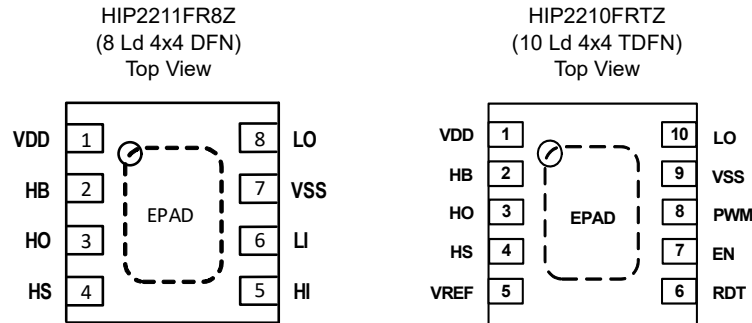 HIP2211FR8Z
(8 Ld 4x4 DFN)
Top View
VDD 1 8 LO
HB 2 7 VSS
EPAD
HO 3 6 LI
HS 4 5 HI
HIP2210FRTZ
(10 Ld 4x4 TDFN)
Top View
VDD 1 10 LO
HB 2 9 VSS
HO 3 EPAD 8 PWM
HS 4 7 EN
VREF 5 6 RDT